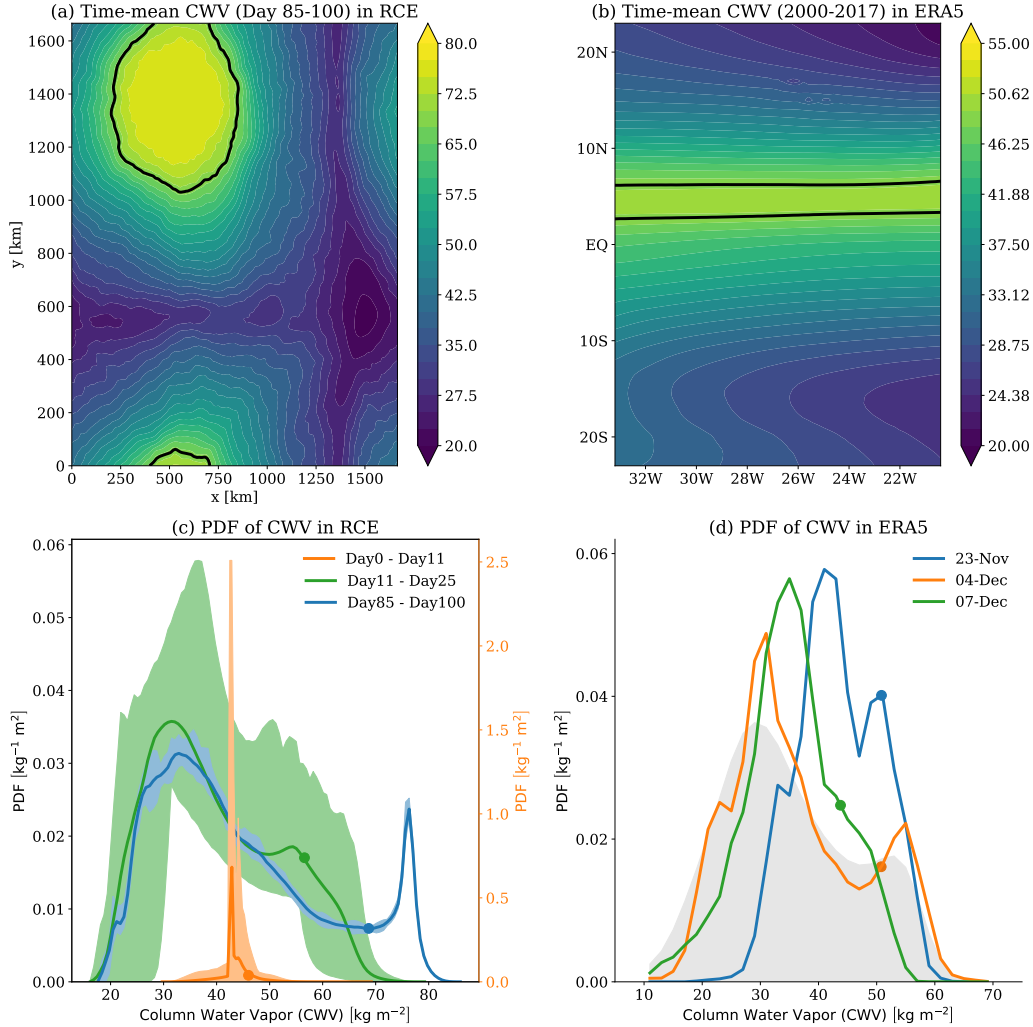 (a) Time-mean CWV (Day 85-100) in RCE
1600
1400
1200
1000
800
600
400
200
0
y [km]
0 250 500 750 1000 1250 1500
x [km]
80.0
72.5
65.0
57.5
50.0
42.5
35.0
27.5
20.0
(b) Time-mean CWV (2000-2017) in ERA5
20N
10N
EQ
10S
20S
32W 30W 28W 26W 24W 22W
55.00
50.62
46.25
41.88
37.50
33.12
28.75
24.38
20.00
(c) PDF of CWV in RCE
0.06
0.05
0.04
0.03
0.02
0.01
0.00
PDF [kg⁻¹ m²]
Day0 - Day11
Day11 - Day25
Day85 - Day100
2.5
2.0
1.5
1.0
0.5
0.0
PDF [kg⁻¹ m²]
20 30 40 50 60 70 80
Column Water Vapor (CWV) [kg m⁻²]
(d) PDF of CWV in ERA5
0.06
0.04
0.02
0.00
PDF [kg⁻¹ m²]
23-Nov
04-Dec
07-Dec
10 20 30 40 50 60 70
Column Water Vapor (CWV) [kg m⁻²]